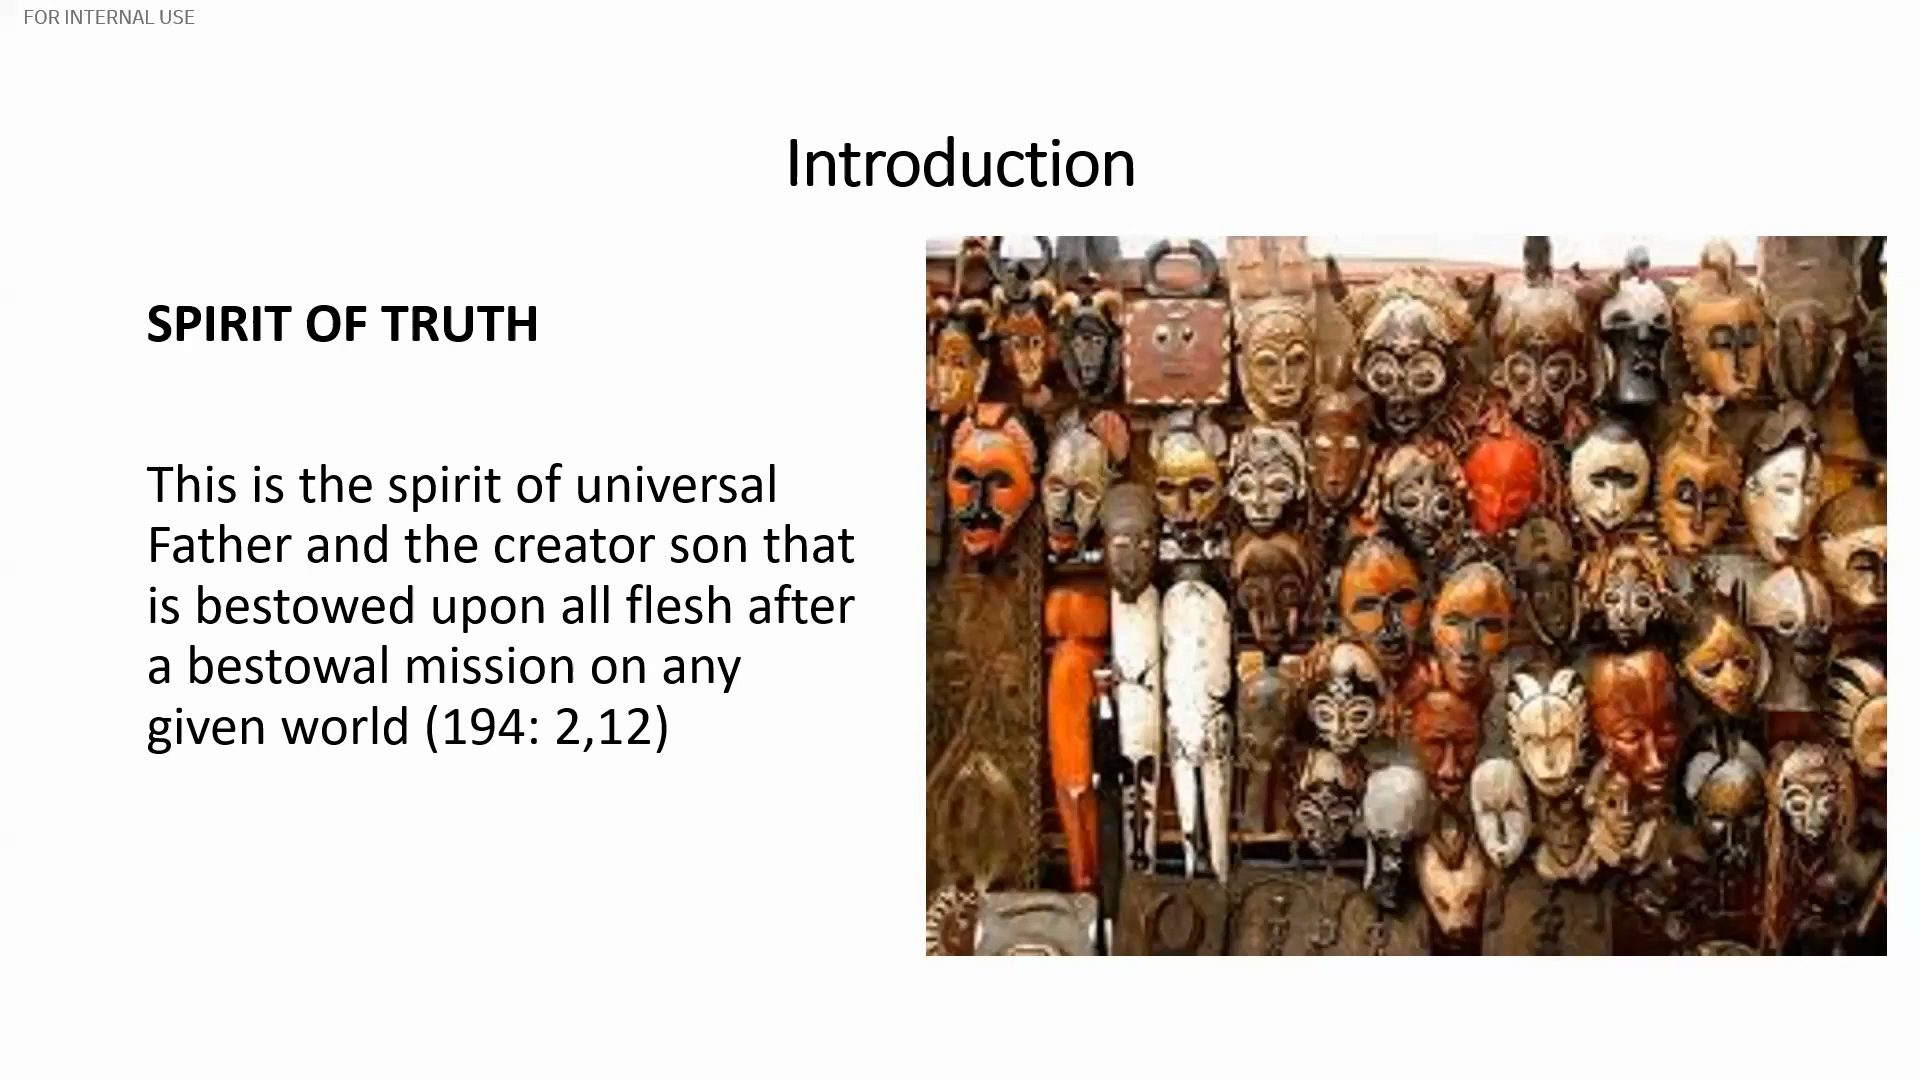 FOR INTERNAL USE
Introduction
SPIRIT OF TRUTH
This is the spirit of universal
Father and the creator son that
is bestowed upon all flesh after
a bestowal mission on any
given world (194: 2,12)